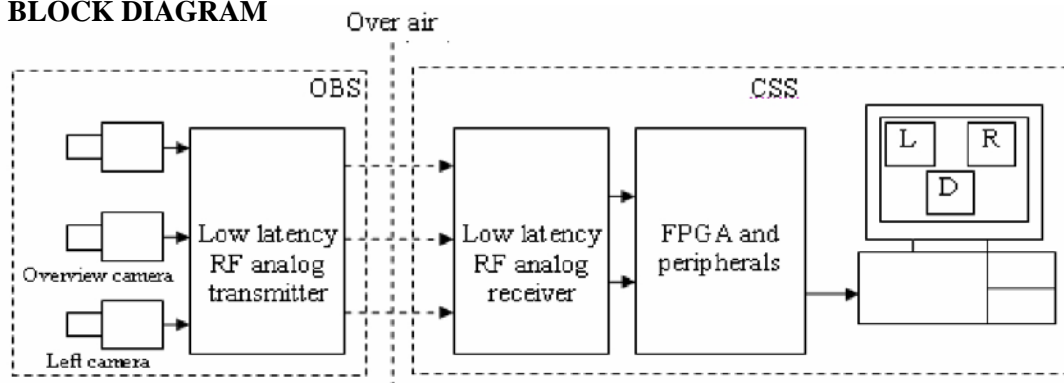 BLOCK DIAGRAM
Over air
OBS
CSS
Overview camera
Left camera
Low latency
RF analog
transmitter
Low latency
RF analog
receiver
FPGA and
peripherals
L
R
D